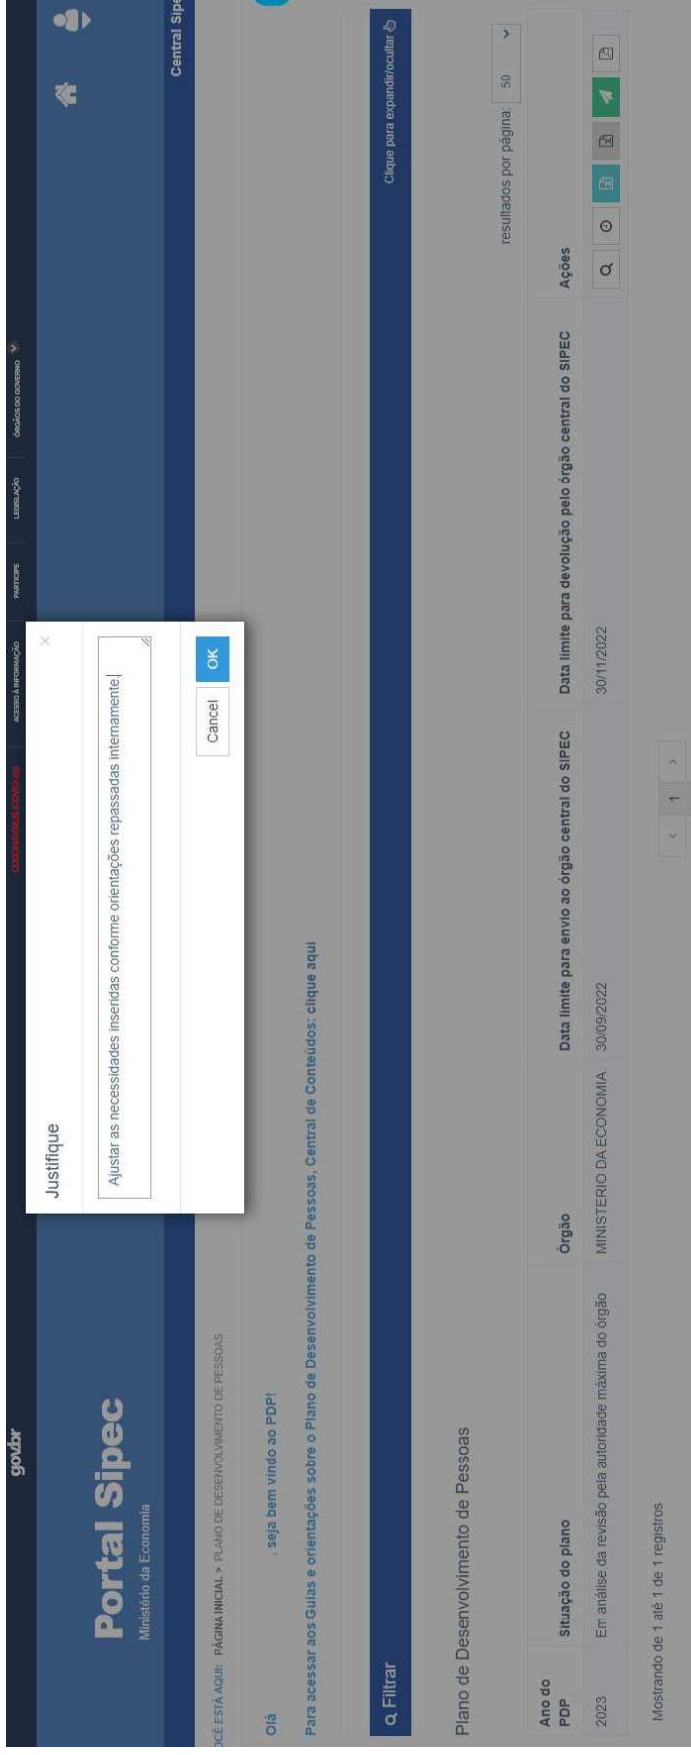 gov.br
CORONAVÍRUS (COVID-19)
ACESSO À INFORMAÇÃO
PARTICIPE
LEGISLAÇÃO
ÓRGÃOS DO GOVERNO
Portal Sipec
Ministério da Economia
Central Sipe
Justifique
×
Ajustar as necessidades inseridas conforme orientações repassadas internamente.
Cancel
OK
OCÊ ESTÁ AQUI: PÁGINA INICIAL > PLANO DE DESENVOLVIMENTO DE PESSOAS
Olá , seja bem vindo ao PDP!
Para acessar aos Guias e orientações sobre o Plano de Desenvolvimento de Pessoas, Central de Conteúdos: clique aqui
Filtrar
Clique para expandir/ocultar
Plano de Desenvolvimento de Pessoas
resultados por página: 50
Ano do PDP
Situação do plano
Órgão
Data limite para envio ao órgão central do SIPEC
Data limite para devolução pelo órgão central do SIPEC
Ações
2023
Em análise da revisão pela autoridade máxima do órgão
MINISTERIO DA ECONOMIA
30/09/2022
30/11/2022
Mostrando de 1 até 1 de 1 registros
< 1 >